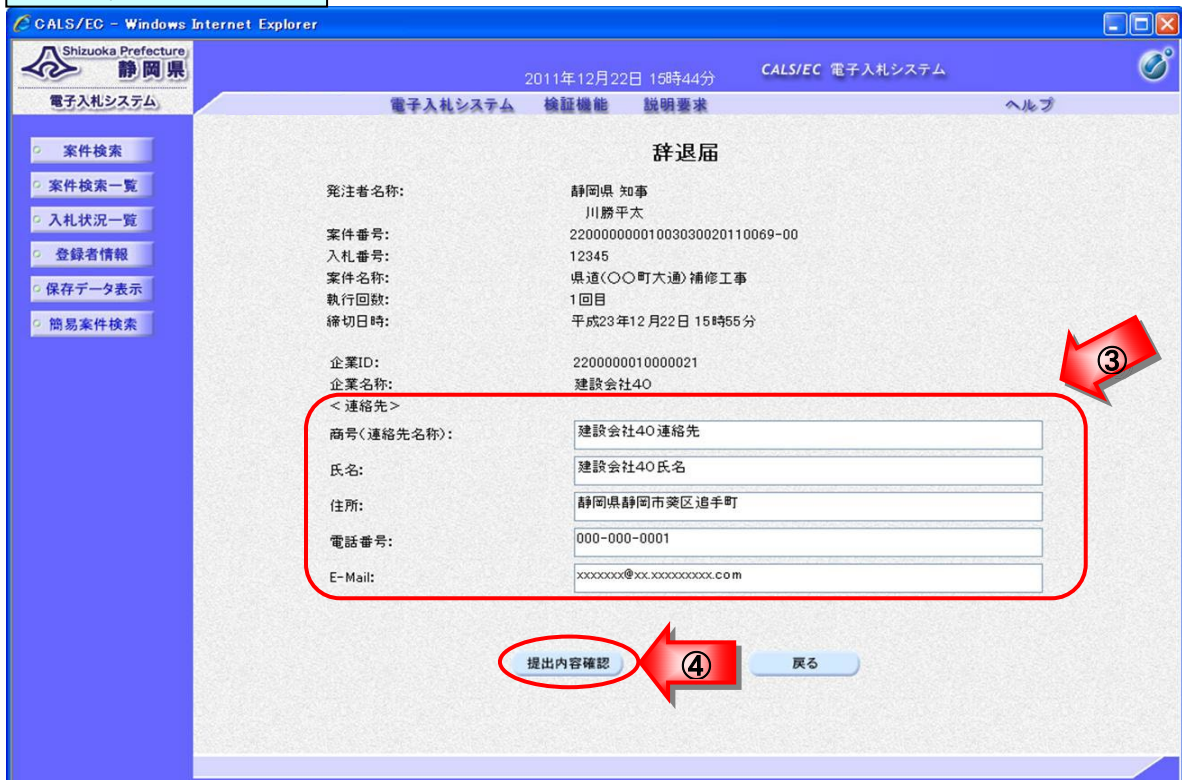 CALS/EC - Windows Internet Explorer
Shizuoka Prefecture
静岡県
電子入札システム
2011年12月22日 15時44分
CALS/EC 電子入札システム
電子入札システム 検証機能 説明要求 ヘルプ
案件検索
案件検索一覧
入札状況一覧
登録者情報
保存データ表示
簡易案件検索
辞退届
発注者名称: 静岡県 知事
川勝平太
案件番号: 22000000001003030020110069-00
入札番号: 12345
案件名称: 県道(〇〇町大通)補修工事
執行回数: 1回目
締切日時: 平成23年12月22日 15時55分
企業ID: 2200000010000021
企業名称: 建設会社40
<連絡先>
商号(連絡先名称): 建設会社40連絡先
氏名: 建設会社40氏名
住所: 静岡県静岡市葵区追手町
電話番号: 000-000-0001
E-Mail: xxxxxxx@xx.xxxxxxxxx.com
③
提出内容確認 ④ 戻る